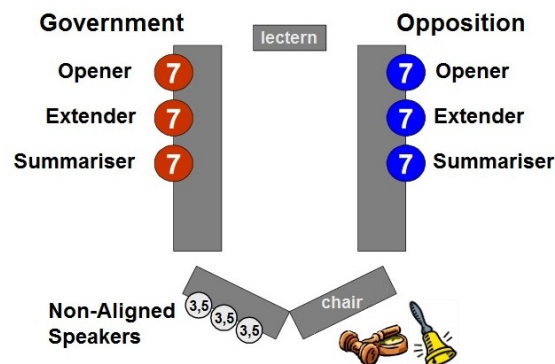 Government
lectern
Opposition
Opener
7
7
Opener
Extender
7
7
Extender
Summariser
7
7
Summariser
Non-Aligned
Speakers
3,5
3,5
3,5
chair